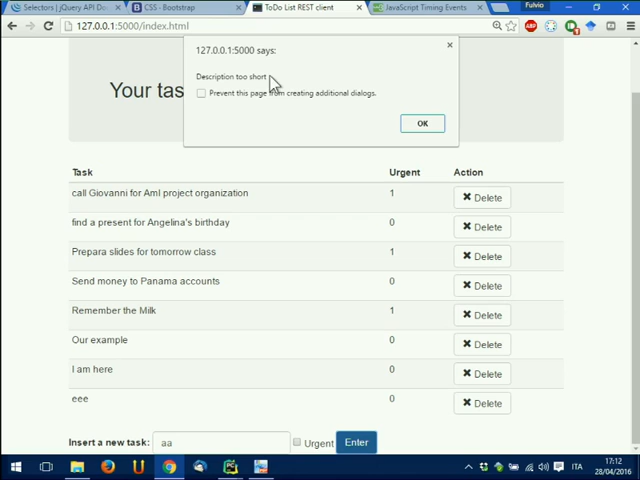 Selectors | jQuery API Do
CSS · Bootstrap
ToDo List REST client
JavaScript Timing Events
Fulvio
127.0.0.1:5000/index.html
127.0.0.1:5000 says:
Description too short
Prevent this page from creating additional dialogs.
OK
Your tas
Task Urgent Action
call Giovanni for AmI project organization 1 Delete
find a present for Angelina's birthday 0 Delete
Prepara slides for tomorrow class 1 Delete
Send money to Panama accounts 0 Delete
Remember the Milk 1 Delete
Our example 0 Delete
I am here 0 Delete
eee 0 Delete
Insert a new task: aa Urgent Enter
ITA
17:12
28/04/2016